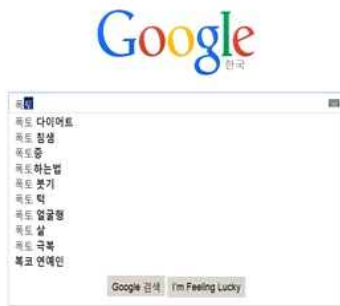 Google
한국
폭토
폭토 다이어트
폭토 침샘
폭토증
폭토하는법
폭토 붓기
폭토 턱
폭토 얼굴형
폭토 살
폭토 극복
복코 연예인
Google 검색 I'm Feeling Lucky